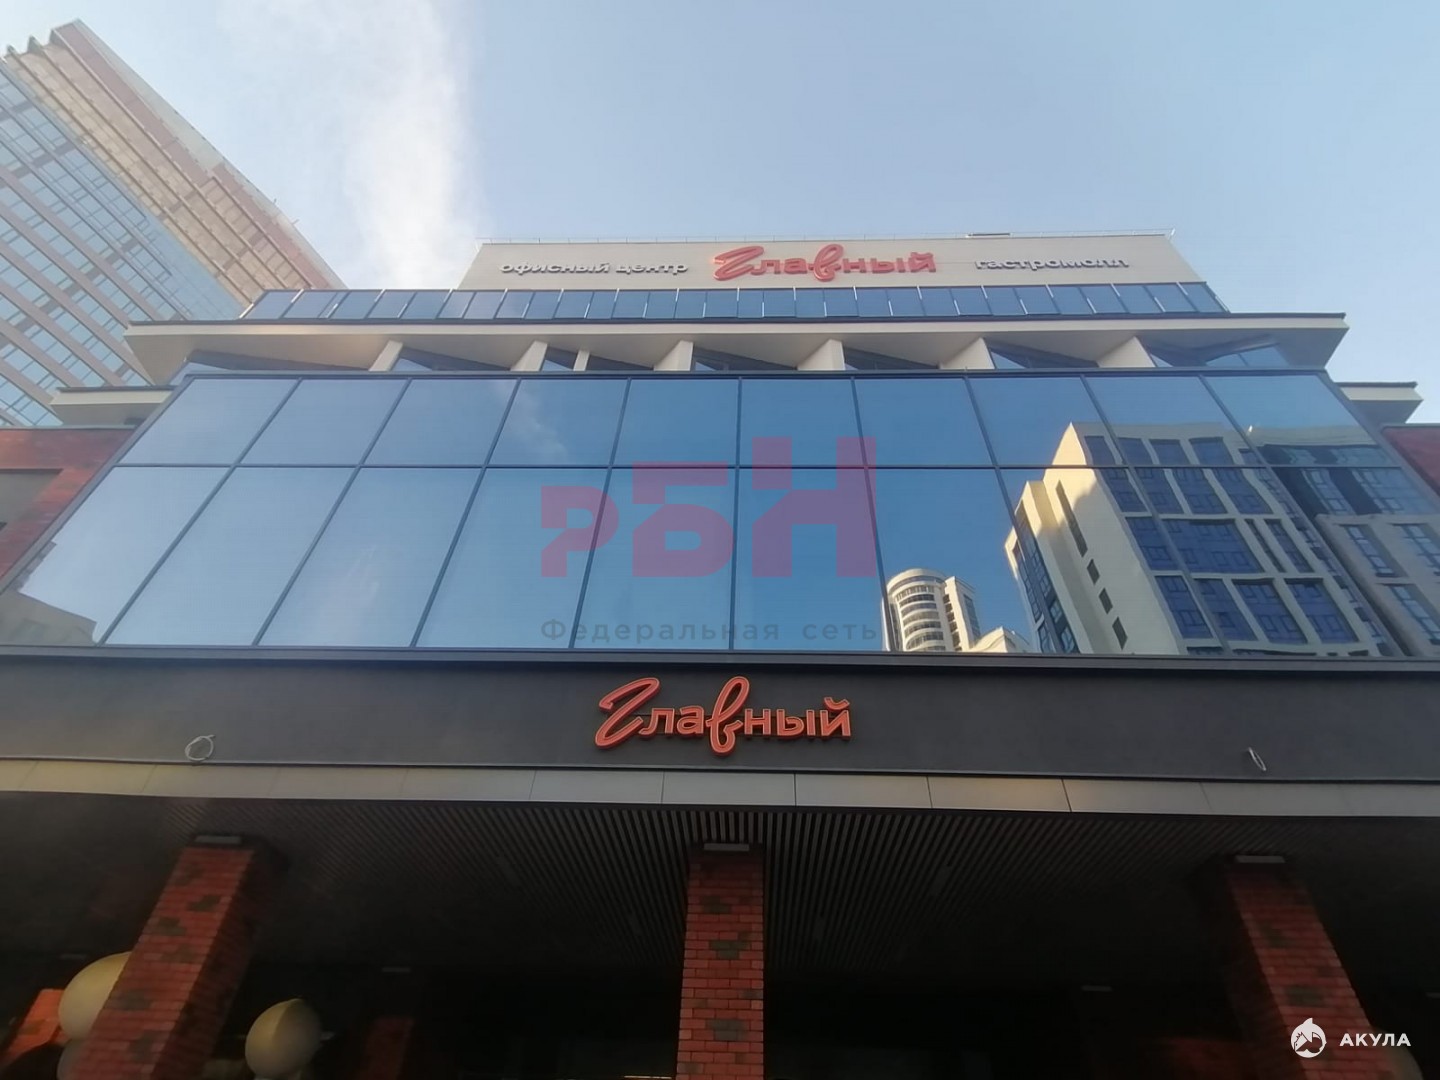 офисный центр Главный гастромолл
РБН
Федеральная сеть
Главный
АКУЛА